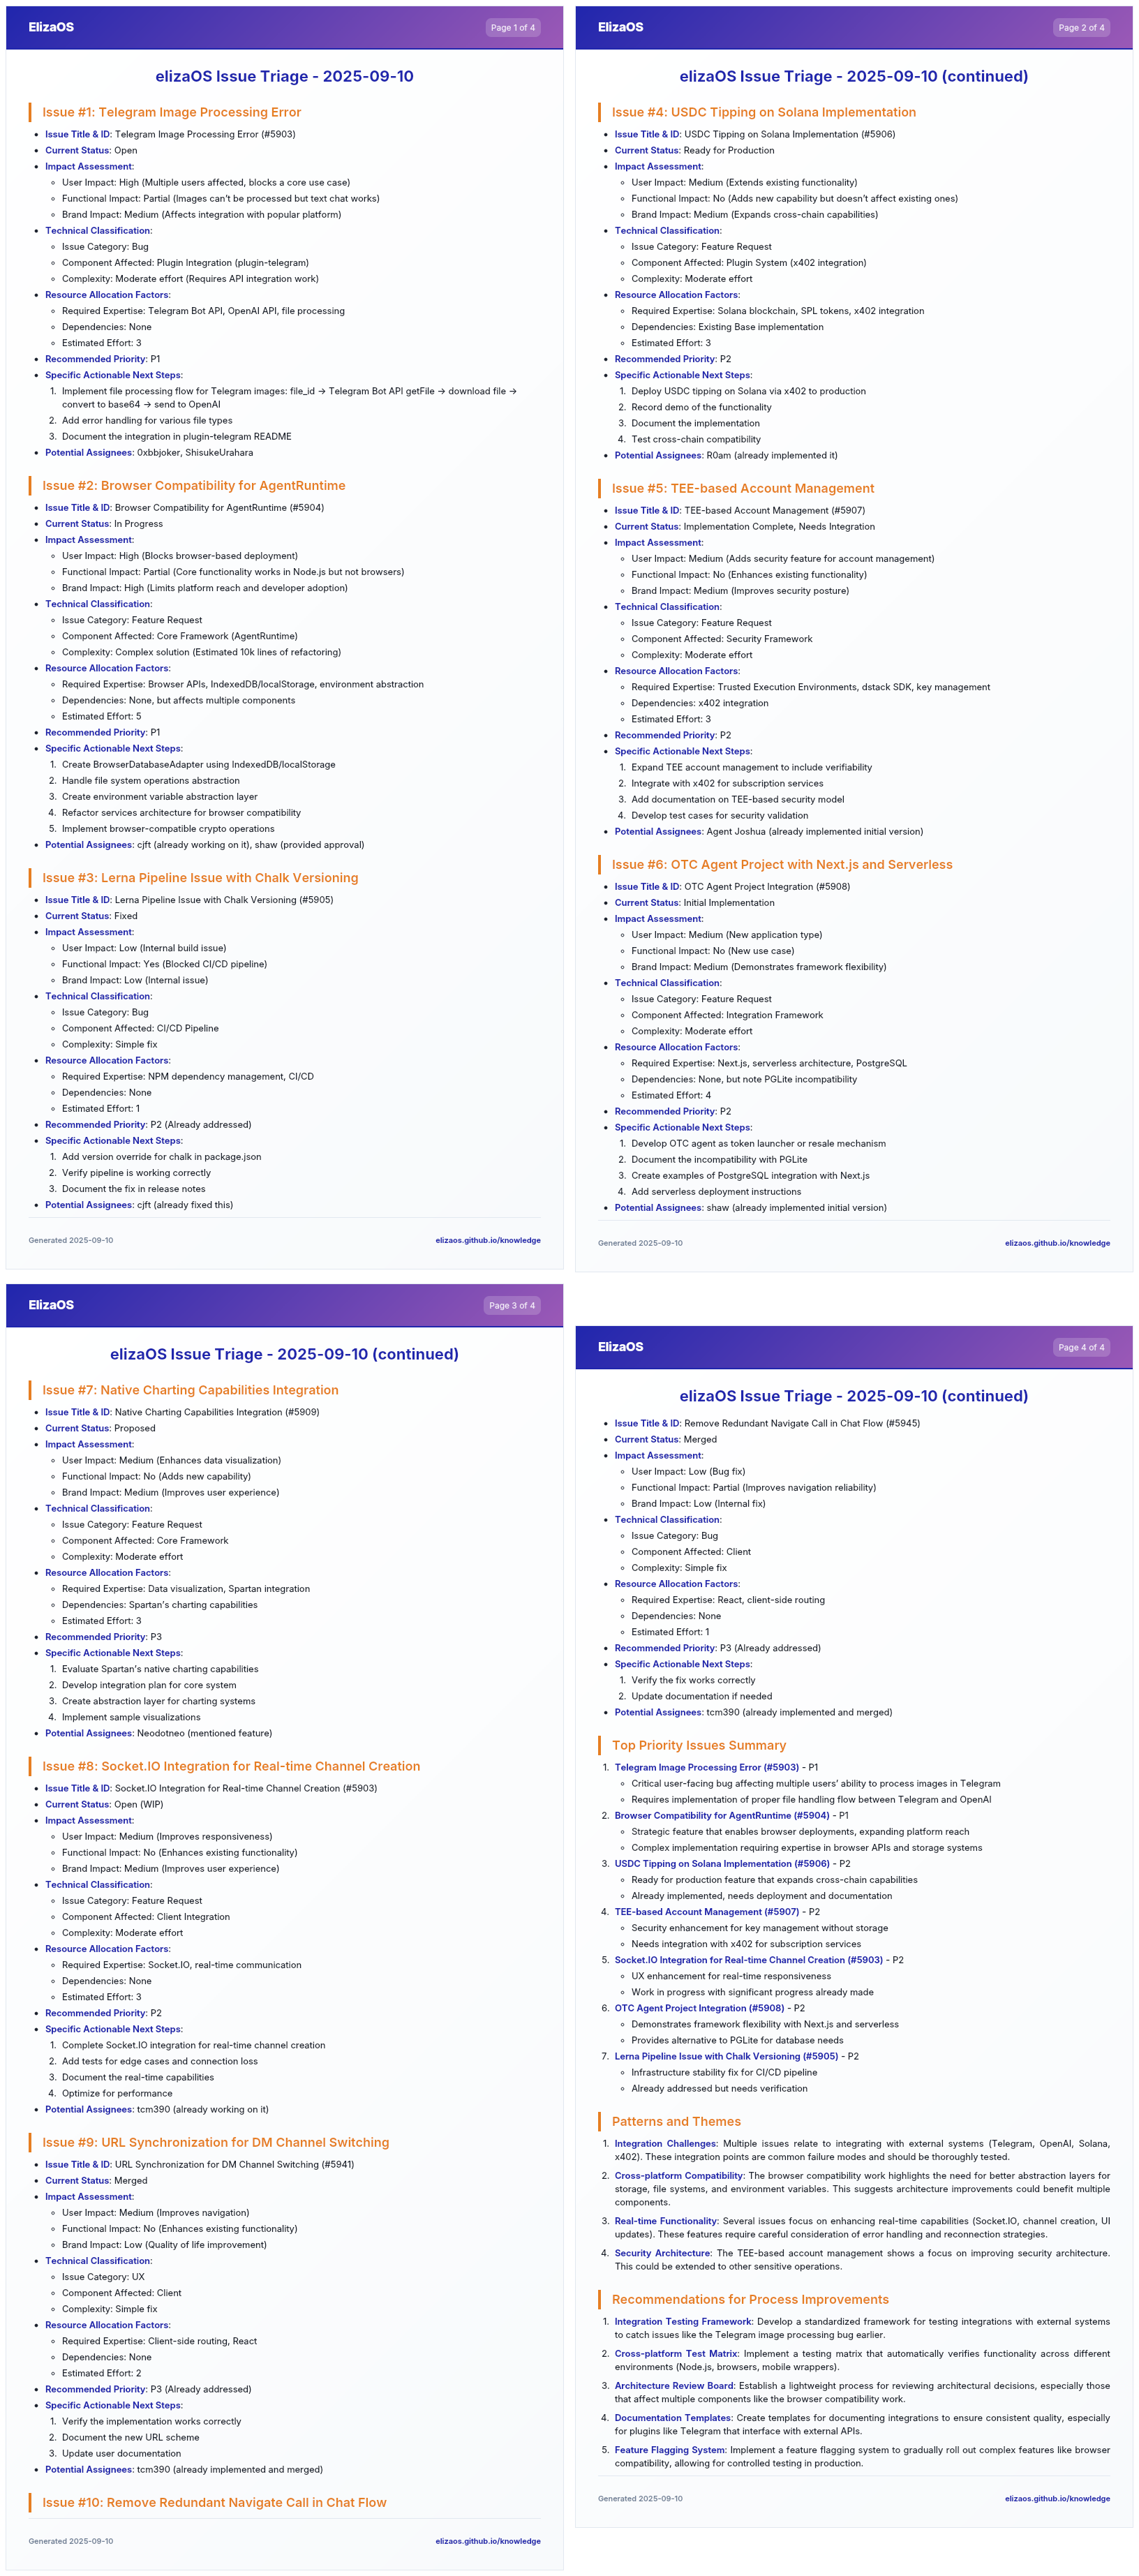 ElizaOS
Page 1 of 4
elizaOS Issue Triage - 2025-09-10
Issue #1: Telegram Image Processing Error
• Issue Title & ID: Telegram Image Processing Error (#5903)
• Current Status: Open
• Impact Assessment:
◦ User Impact: High (Multiple users affected, blocks a core use case)
◦ Functional Impact: Partial (Images can't be processed but text chat works)
◦ Brand Impact: Medium (Affects integration with popular platform)
• Technical Classification:
◦ Issue Category: Bug
◦ Component Affected: Plugin Integration (plugin-telegram)
◦ Complexity: Moderate effort (Requires API integration work)
• Resource Allocation Factors:
◦ Required Expertise: Telegram Bot API, OpenAI API, file processing
◦ Dependencies: None
◦ Estimated Effort: 3
• Recommended Priority: P1
• Specific Actionable Next Steps:
1. Implement file processing flow for Telegram images: file_id → Telegram Bot API getFile → download file →
convert to base64 → send to OpenAI
2. Add error handling for various file types
3. Document the integration in plugin-telegram README
• Potential Assignees: 0xbbjoker, ShisukeUrahara
Issue #2: Browser Compatibility for AgentRuntime
• Issue Title & ID: Browser Compatibility for AgentRuntime (#5904)
• Current Status: In Progress
• Impact Assessment:
◦ User Impact: High (Blocks browser-based deployment)
◦ Functional Impact: Partial (Core functionality works in Node.js but not browsers)
◦ Brand Impact: High (Limits platform reach and developer adoption)
• Technical Classification:
◦ Issue Category: Feature Request
◦ Component Affected: Core Framework (AgentRuntime)
◦ Complexity: Complex solution (Estimated 10k lines of refactoring)
• Resource Allocation Factors:
◦ Required Expertise: Browser APIs, IndexedDB/localStorage, environment abstraction
◦ Dependencies: None, but affects multiple components
◦ Estimated Effort: 5
• Recommended Priority: P1
• Specific Actionable Next Steps:
1. Create BrowserDatabaseAdapter using IndexedDB/localStorage
2. Handle file system operations abstraction
3. Create environment variable abstraction layer
4. Refactor services architecture for browser compatibility
5. Implement browser-compatible crypto operations
• Potential Assignees: cjft (already working on it), shaw (provided approval)
Issue #3: Lerna Pipeline Issue with Chalk Versioning
• Issue Title & ID: Lerna Pipeline Issue with Chalk Versioning (#5905)
• Current Status: Fixed
• Impact Assessment:
◦ User Impact: Low (Internal build issue)
◦ Functional Impact: Yes (Blocked CI/CD pipeline)
◦ Brand Impact: Low (Internal issue)
• Technical Classification:
◦ Issue Category: Bug
◦ Component Affected: CI/CD Pipeline
◦ Complexity: Simple fix
• Resource Allocation Factors:
◦ Required Expertise: NPM dependency management, CI/CD
◦ Dependencies: None
◦ Estimated Effort: 1
• Recommended Priority: P2 (Already addressed)
• Specific Actionable Next Steps:
1. Add version override for chalk in package.json
2. Verify pipeline is working correctly
3. Document the fix in release notes
• Potential Assignees: cjft (already fixed this)
Generated 2025-09-10
elizaos.github.io/knowledge
ElizaOS
Page 2 of 4
elizaOS Issue Triage - 2025-09-10 (continued)
Issue #4: USDC Tipping on Solana Implementation
• Issue Title & ID: USDC Tipping on Solana Implementation (#5906)
• Current Status: Ready for Production
• Impact Assessment:
◦ User Impact: Medium (Extends existing functionality)
◦ Functional Impact: No (Adds new capability but doesn't affect existing ones)
◦ Brand Impact: Medium (Expands cross-chain capabilities)
• Technical Classification:
◦ Issue Category: Feature Request
◦ Component Affected: Plugin System (x402 integration)
◦ Complexity: Moderate effort
• Resource Allocation Factors:
◦ Required Expertise: Solana blockchain, SPL tokens, x402 integration
◦ Dependencies: Existing Base implementation
◦ Estimated Effort: 3
• Recommended Priority: P2
• Specific Actionable Next Steps:
1. Deploy USDC tipping on Solana via x402 to production
2. Record demo of the functionality
3. Document the implementation
4. Test cross-chain compatibility
• Potential Assignees: R0am (already implemented it)
Issue #5: TEE-based Account Management
• Issue Title & ID: TEE-based Account Management (#5907)
• Current Status: Implementation Complete, Needs Integration
• Impact Assessment:
◦ User Impact: Medium (Adds security feature for account management)
◦ Functional Impact: No (Enhances existing functionality)
◦ Brand Impact: Medium (Improves security posture)
• Technical Classification:
◦ Issue Category: Feature Request
◦ Component Affected: Security Framework
◦ Complexity: Moderate effort
• Resource Allocation Factors:
◦ Required Expertise: Trusted Execution Environments, dstack SDK, key management
◦ Dependencies: x402 integration
◦ Estimated Effort: 3
• Recommended Priority: P2
• Specific Actionable Next Steps:
1. Expand TEE account management to include verifiability
2. Integrate with x402 for subscription services
3. Add documentation on TEE-based security model
4. Develop test cases for security validation
• Potential Assignees: Agent Joshua (already implemented initial version)
Issue #6: OTC Agent Project with Next.js and Serverless
• Issue Title & ID: OTC Agent Project Integration (#5908)
• Current Status: Initial Implementation
• Impact Assessment:
◦ User Impact: Medium (New application type)
◦ Functional Impact: No (New use case)
◦ Brand Impact: Medium (Demonstrates framework flexibility)
• Technical Classification:
◦ Issue Category: Feature Request
◦ Component Affected: Integration Framework
◦ Complexity: Moderate effort
• Resource Allocation Factors:
◦ Required Expertise: Next.js, serverless architecture, PostgreSQL
◦ Dependencies: None, but note PGLite incompatibility
◦ Estimated Effort: 4
• Recommended Priority: P2
• Specific Actionable Next Steps:
1. Develop OTC agent as token launcher or resale mechanism
2. Document the incompatibility with PGLite
3. Create examples of PostgreSQL integration with Next.js
4. Add serverless deployment instructions
• Potential Assignees: shaw (already implemented initial version)
Generated 2025-09-10
elizaos.github.io/knowledge
ElizaOS
Page 3 of 4
elizaOS Issue Triage - 2025-09-10 (continued)
Issue #7: Native Charting Capabilities Integration
• Issue Title & ID: Native Charting Capabilities Integration (#5909)
• Current Status: Proposed
• Impact Assessment:
◦ User Impact: Medium (Enhances data visualization)
◦ Functional Impact: No (Adds new capability)
◦ Brand Impact: Medium (Improves user experience)
• Technical Classification:
◦ Issue Category: Feature Request
◦ Component Affected: Core Framework
◦ Complexity: Moderate effort
• Resource Allocation Factors:
◦ Required Expertise: Data visualization, Spartan integration
◦ Dependencies: Spartan's charting capabilities
◦ Estimated Effort: 3
• Recommended Priority: P3
• Specific Actionable Next Steps:
1. Evaluate Spartan's native charting capabilities
2. Develop integration plan for core system
3. Create abstraction layer for charting systems
4. Implement sample visualizations
• Potential Assignees: Neodotneo (mentioned feature)
Issue #8: Socket.IO Integration for Real-time Channel Creation
• Issue Title & ID: Socket.IO Integration for Real-time Channel Creation (#5903)
• Current Status: Open (WIP)
• Impact Assessment:
◦ User Impact: Medium (Improves responsiveness)
◦ Functional Impact: No (Enhances existing functionality)
◦ Brand Impact: Medium (Improves user experience)
• Technical Classification:
◦ Issue Category: Feature Request
◦ Component Affected: Client Integration
◦ Complexity: Moderate effort
• Resource Allocation Factors:
◦ Required Expertise: Socket.IO, real-time communication
◦ Dependencies: None
◦ Estimated Effort: 3
• Recommended Priority: P2
• Specific Actionable Next Steps:
1. Complete Socket.IO integration for real-time channel creation
2. Add tests for edge cases and connection loss
3. Document the real-time capabilities
4. Optimize for performance
• Potential Assignees: tcm390 (already working on it)
Issue #9: URL Synchronization for DM Channel Switching
• Issue Title & ID: URL Synchronization for DM Channel Switching (#5941)
• Current Status: Merged
• Impact Assessment:
◦ User Impact: Medium (Improves navigation)
◦ Functional Impact: No (Enhances existing functionality)
◦ Brand Impact: Low (Quality of life improvement)
• Technical Classification:
◦ Issue Category: UX
◦ Component Affected: Client
◦ Complexity: Simple fix
• Resource Allocation Factors:
◦ Required Expertise: Client-side routing, React
◦ Dependencies: None
◦ Estimated Effort: 2
• Recommended Priority: P3 (Already addressed)
• Specific Actionable Next Steps:
1. Verify the implementation works correctly
2. Document the new URL scheme
3. Update user documentation
• Potential Assignees: tcm390 (already implemented and merged)
Issue #10: Remove Redundant Navigate Call in Chat Flow
Generated 2025-09-10
elizaos.github.io/knowledge
ElizaOS
Page 4 of 4
elizaOS Issue Triage - 2025-09-10 (continued)
• Issue Title & ID: Remove Redundant Navigate Call in Chat Flow (#5945)
• Current Status: Merged
• Impact Assessment:
◦ User Impact: Low (Bug fix)
◦ Functional Impact: Partial (Improves navigation reliability)
◦ Brand Impact: Low (Internal fix)
• Technical Classification:
◦ Issue Category: Bug
◦ Component Affected: Client
◦ Complexity: Simple fix
• Resource Allocation Factors:
◦ Required Expertise: React, client-side routing
◦ Dependencies: None
◦ Estimated Effort: 1
• Recommended Priority: P3 (Already addressed)
• Specific Actionable Next Steps:
1. Verify the fix works correctly
2. Update documentation if needed
• Potential Assignees: tcm390 (already implemented and merged)
Top Priority Issues Summary
1. Telegram Image Processing Error (#5903) - P1
◦ Critical user-facing bug affecting multiple users' ability to process images in Telegram
◦ Requires implementation of proper file handling flow between Telegram and OpenAI
2. Browser Compatibility for AgentRuntime (#5904) - P1
◦ Strategic feature that enables browser deployments, expanding platform reach
◦ Complex implementation requiring expertise in browser APIs and storage systems
3. USDC Tipping on Solana Implementation (#5906) - P2
◦ Ready for production feature that expands cross-chain capabilities
◦ Already implemented, needs deployment and documentation
4. TEE-based Account Management (#5907) - P2
◦ Security enhancement for key management without storage
◦ Needs integration with x402 for subscription services
5. Socket.IO Integration for Real-time Channel Creation (#5903) - P2
◦ UX enhancement for real-time responsiveness
◦ Work in progress with significant progress already made
6. OTC Agent Project Integration (#5908) - P2
◦ Demonstrates framework flexibility with Next.js and serverless
◦ Provides alternative to PGLite for database needs
7. Lerna Pipeline Issue with Chalk Versioning (#5905) - P2
◦ Infrastructure stability fix for CI/CD pipeline
◦ Already addressed but needs verification
Patterns and Themes
1. Integration Challenges: Multiple issues relate to integrating with external systems (Telegram, OpenAI, Solana,
x402). These integration points are common failure modes and should be thoroughly tested.
2. Cross-platform Compatibility: The browser compatibility work highlights the need for better abstraction layers for
storage, file systems, and environment variables. This suggests architecture improvements could benefit multiple
components.
3. Real-time Functionality: Several issues focus on enhancing real-time capabilities (Socket.IO, channel creation, UI
updates). These features require careful consideration of error handling and reconnection strategies.
4. Security Architecture: The TEE-based account management shows a focus on improving security architecture.
This could be extended to other sensitive operations.
Recommendations for Process Improvements
1. Integration Testing Framework: Develop a standardized framework for testing integrations with external systems
to catch issues like the Telegram image processing bug earlier.
2. Cross-platform Test Matrix: Implement a testing matrix that automatically verifies functionality across different
environments (Node.js, browsers, mobile wrappers).
3. Architecture Review Board: Establish a lightweight process for reviewing architectural decisions, especially those
that affect multiple components like the browser compatibility work.
4. Documentation Templates: Create templates for documenting integrations to ensure consistent quality, especially
for plugins like Telegram that interface with external APIs.
5. Feature Flagging System: Implement a feature flagging system to gradually roll out complex features like browser
compatibility, allowing for controlled testing in production.
Generated 2025-09-10
elizaos.github.io/knowledge